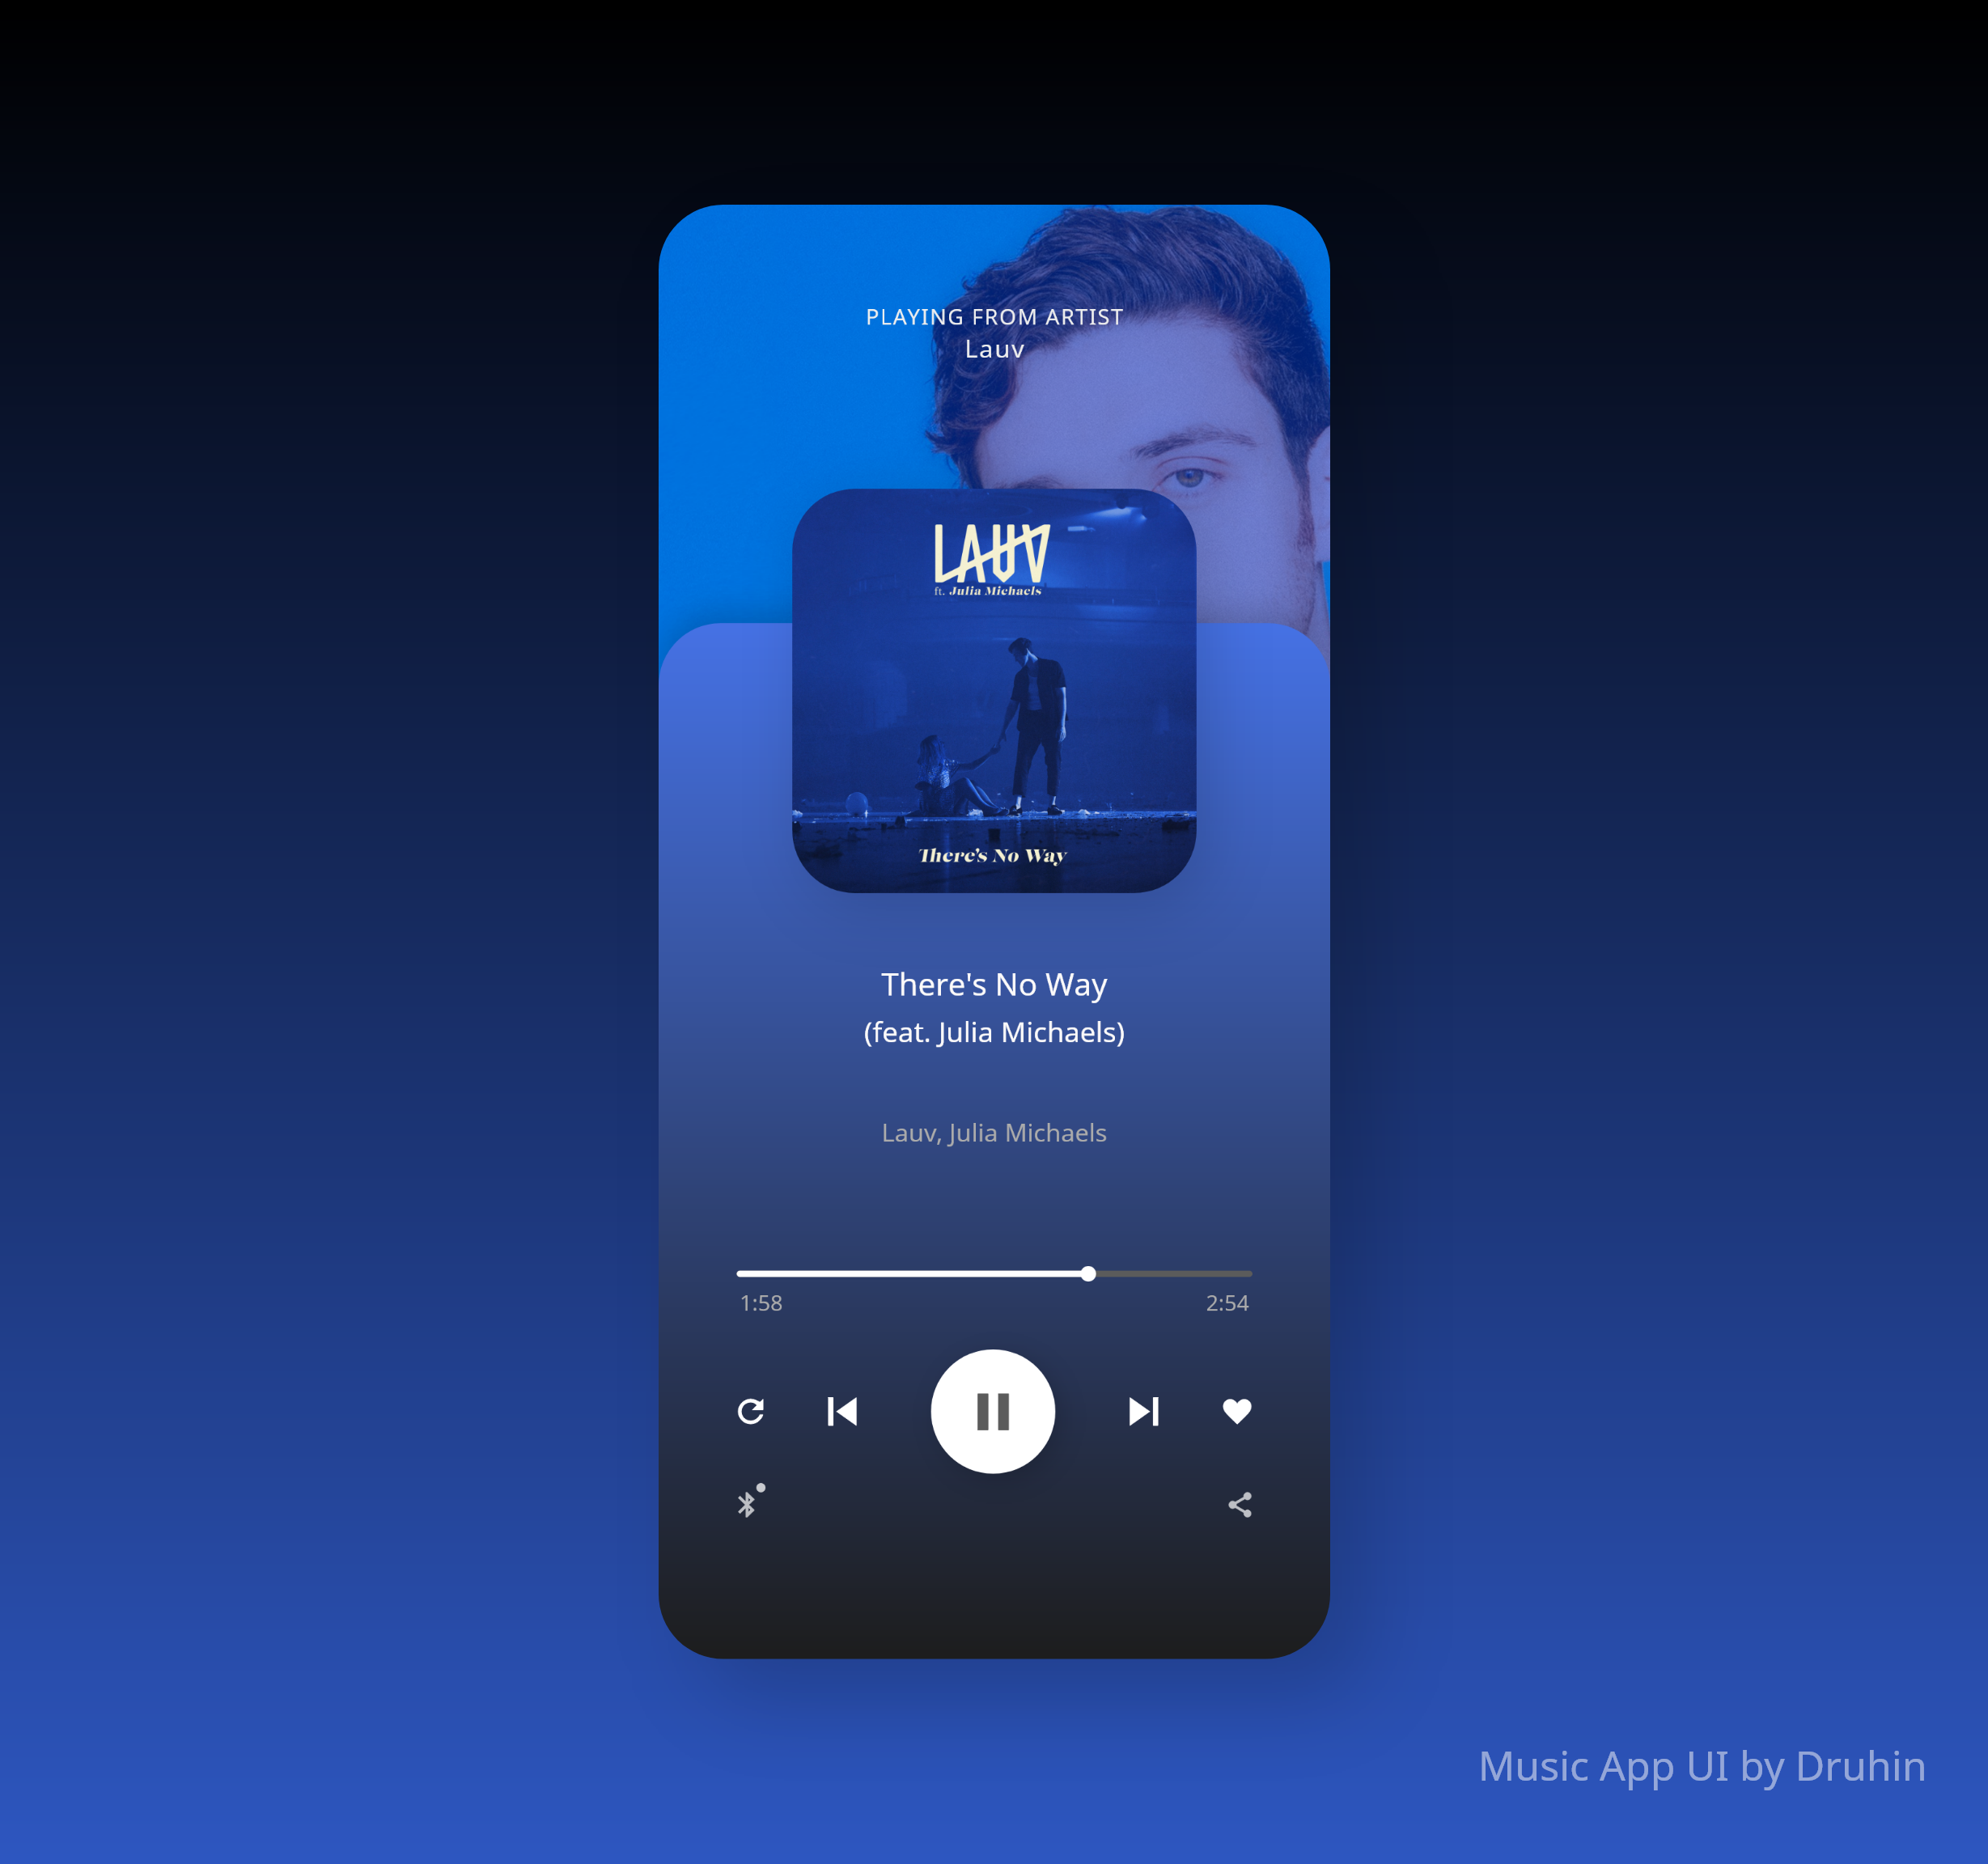 PLAYING FROM ARTIST
Lauv
LAUV
ft. Julia Michaels
There's No Way
There's No Way
(feat. Julia Michaels)
Lauv, Julia Michaels
1:58 2:54
Music App UI by Druhin